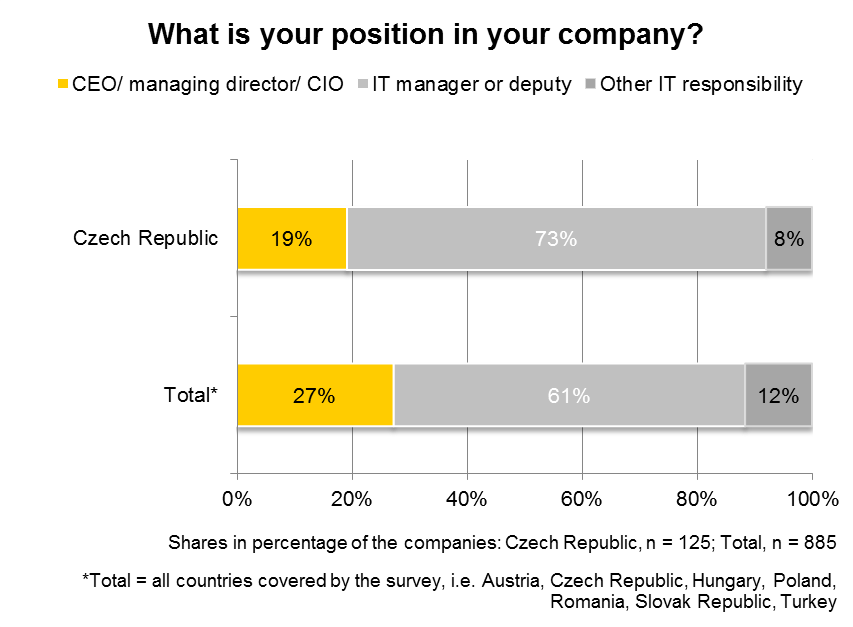 What is your position in your company?
CEO/ managing director/ CIO IT manager or deputy Other IT responsibility
Czech Republic 19% 73% 8%
Total* 27% 61% 12%
0% 20% 40% 60% 80% 100%
Shares in percentage of the companies: Czech Republic, n = 125; Total, n = 885
*Total = all countries covered by the survey, i.e. Austria, Czech Republic, Hungary, Poland,
Romania, Slovak Republic, Turkey